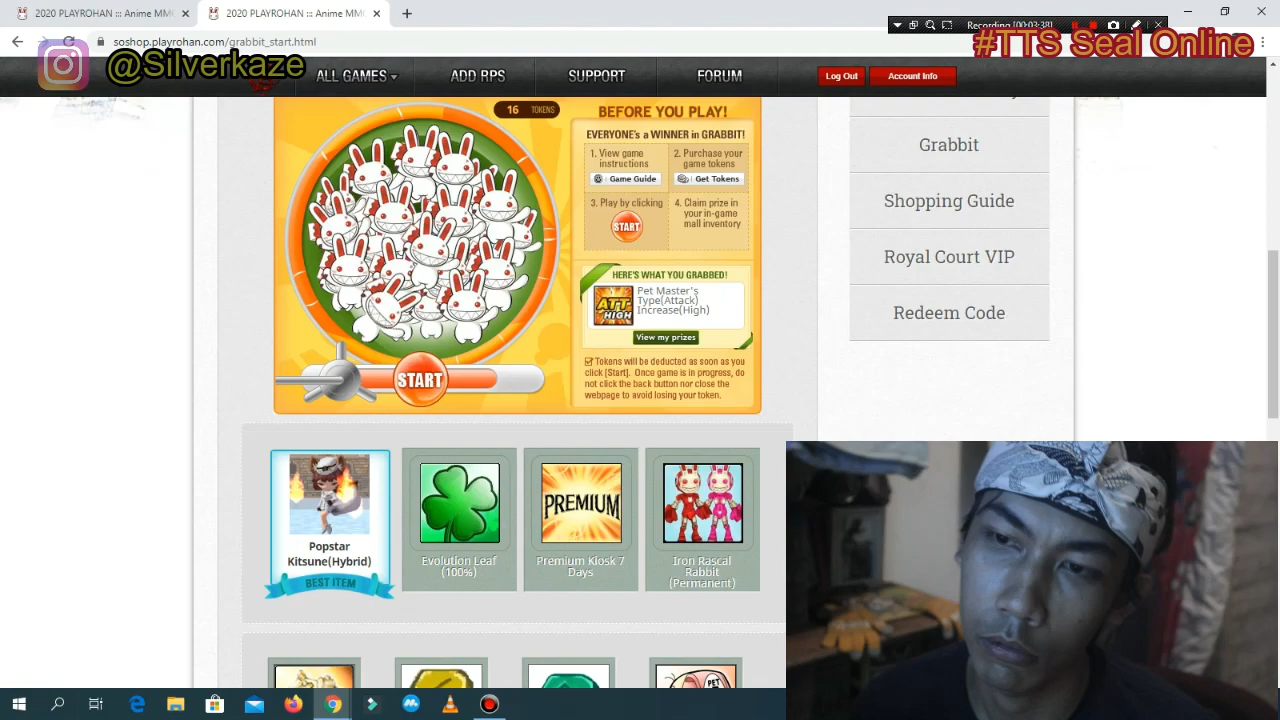 2020 PLAYROHAN: Anime MMO
2020 PLAYROHAN: Anime MMO
Recording [00:03:38]
soshop.playrohan.com/grabbit_start.html
@Silverkaze
#TTS Seal Online
ALL GAMES
ADD RPS
SUPPORT
FORUM
Log Out
Account Info
16 TOKENS
BEFORE YOU PLAY!
EVERYONE's a WINNER in GRABBIT!
1. View game
instructions
Game Guide
2. Purchase your
game tokens
Get Tokens
3. Play by clicking
START
4. Claim prize in
your in-game
mall inventory
HERE'S WHAT YOU GRABBED!
ATT
HIGH
Pet Master's
Type(Attack)
Increase(High)
View my prizes
Tokens will be deducted as soon as you
click [Start]. Once game is in progress, do
not click the back button nor close the
webpage to avoid losing your token.
START
Grabbit
Shopping Guide
Royal Court VIP
Redeem Code
Popstar
Kitsune(Hybrid)
BEST ITEM
Evolution Leaf
(100%)
PREMIUM
Premium Kiosk 7
Days
Iron Rascal
Rabbit
(Permanent)
PET